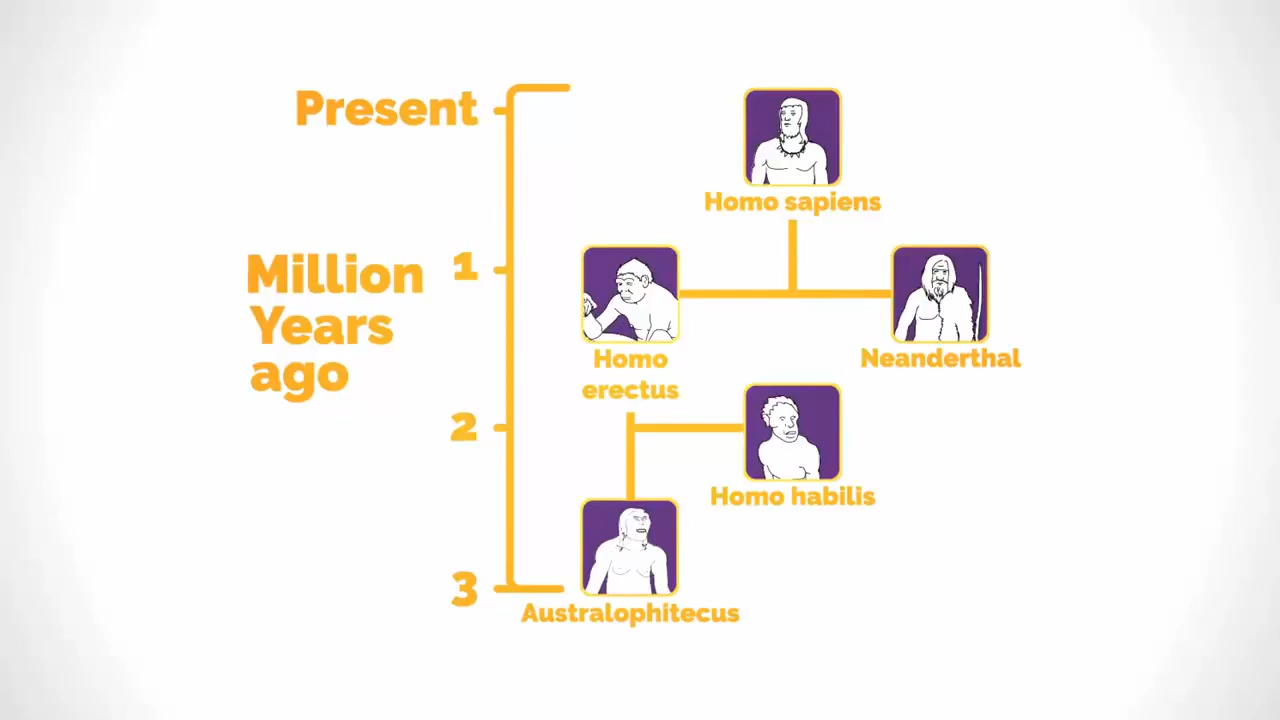 Present
Homo sapiens
Million
Years
ago
1
Homo
erectus
Neanderthal
2
Homo habilis
3
Australophitecus